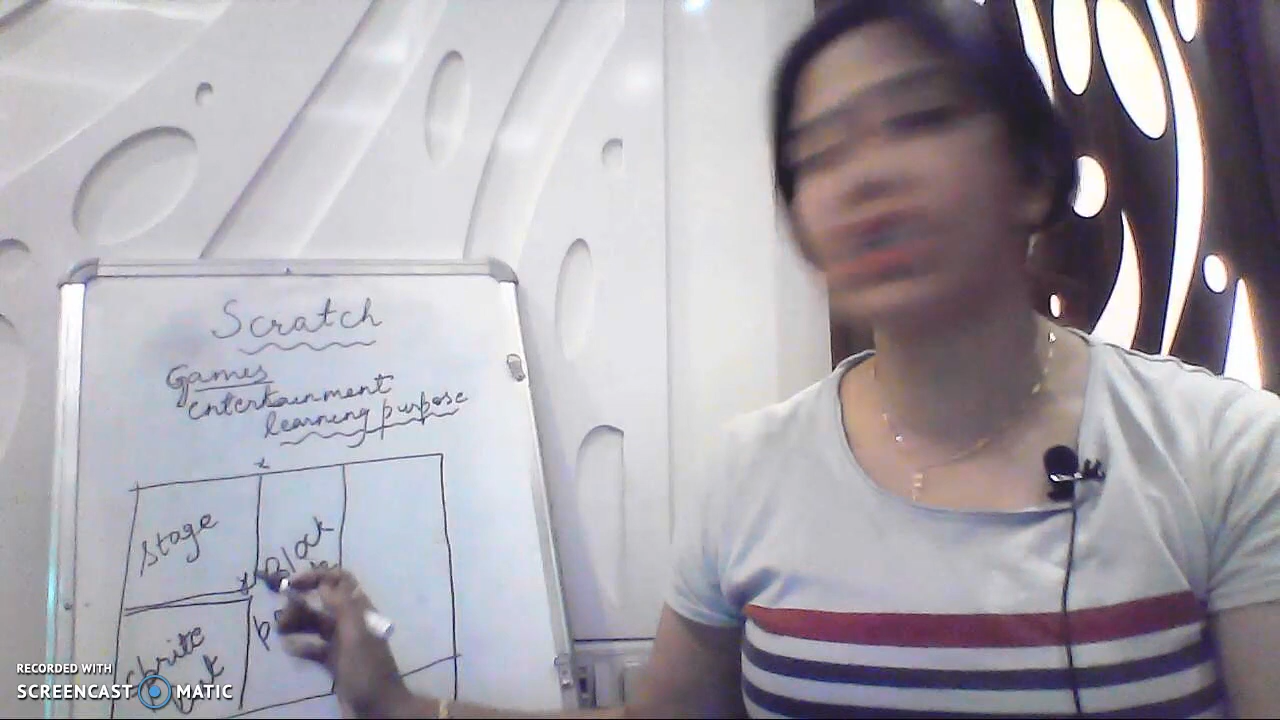 Scratch
Games
entertainment
learning purpose
Stage
Block
RECORDED WITH
SCREENCAST MATIC